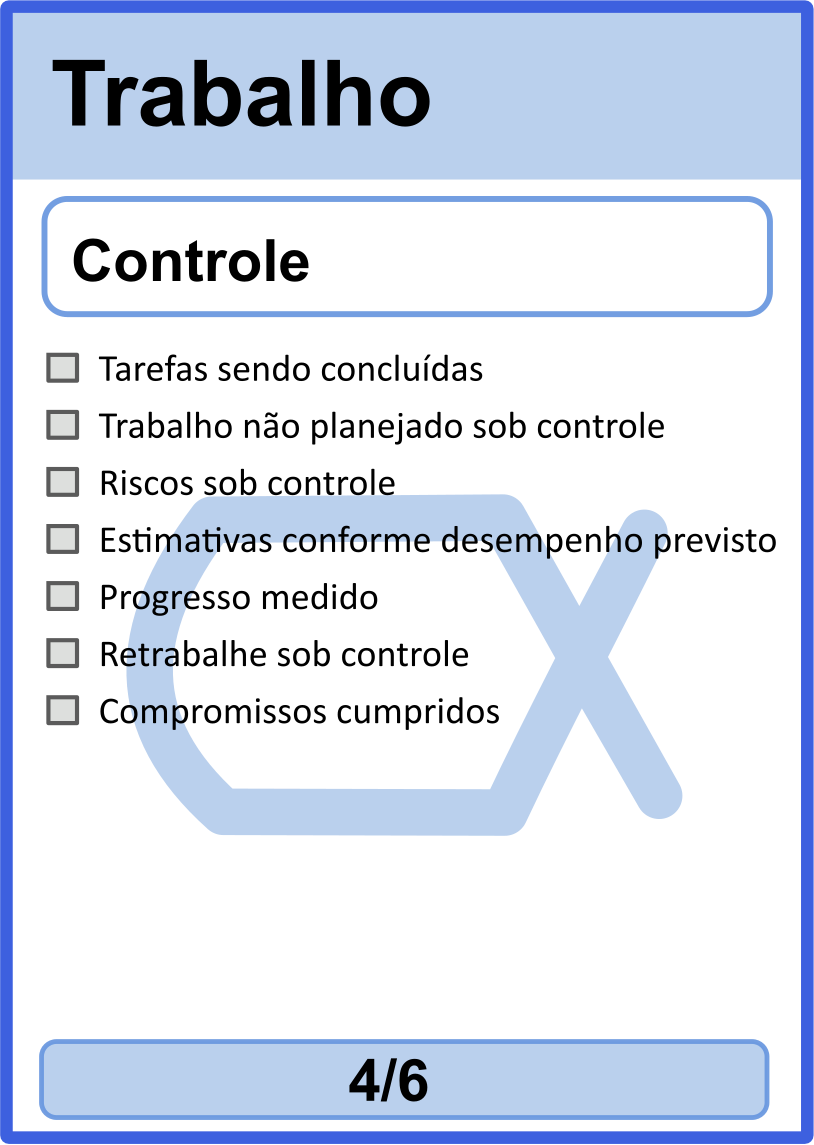 Trabalho
Controle
Tarefas sendo concluídas
Trabalho não planejado sob controle
Riscos sob controle
Estimativas conforme desempenho previsto
Progresso medido
Retrabalhe sob controle
Compromissos cumpridos
4/6